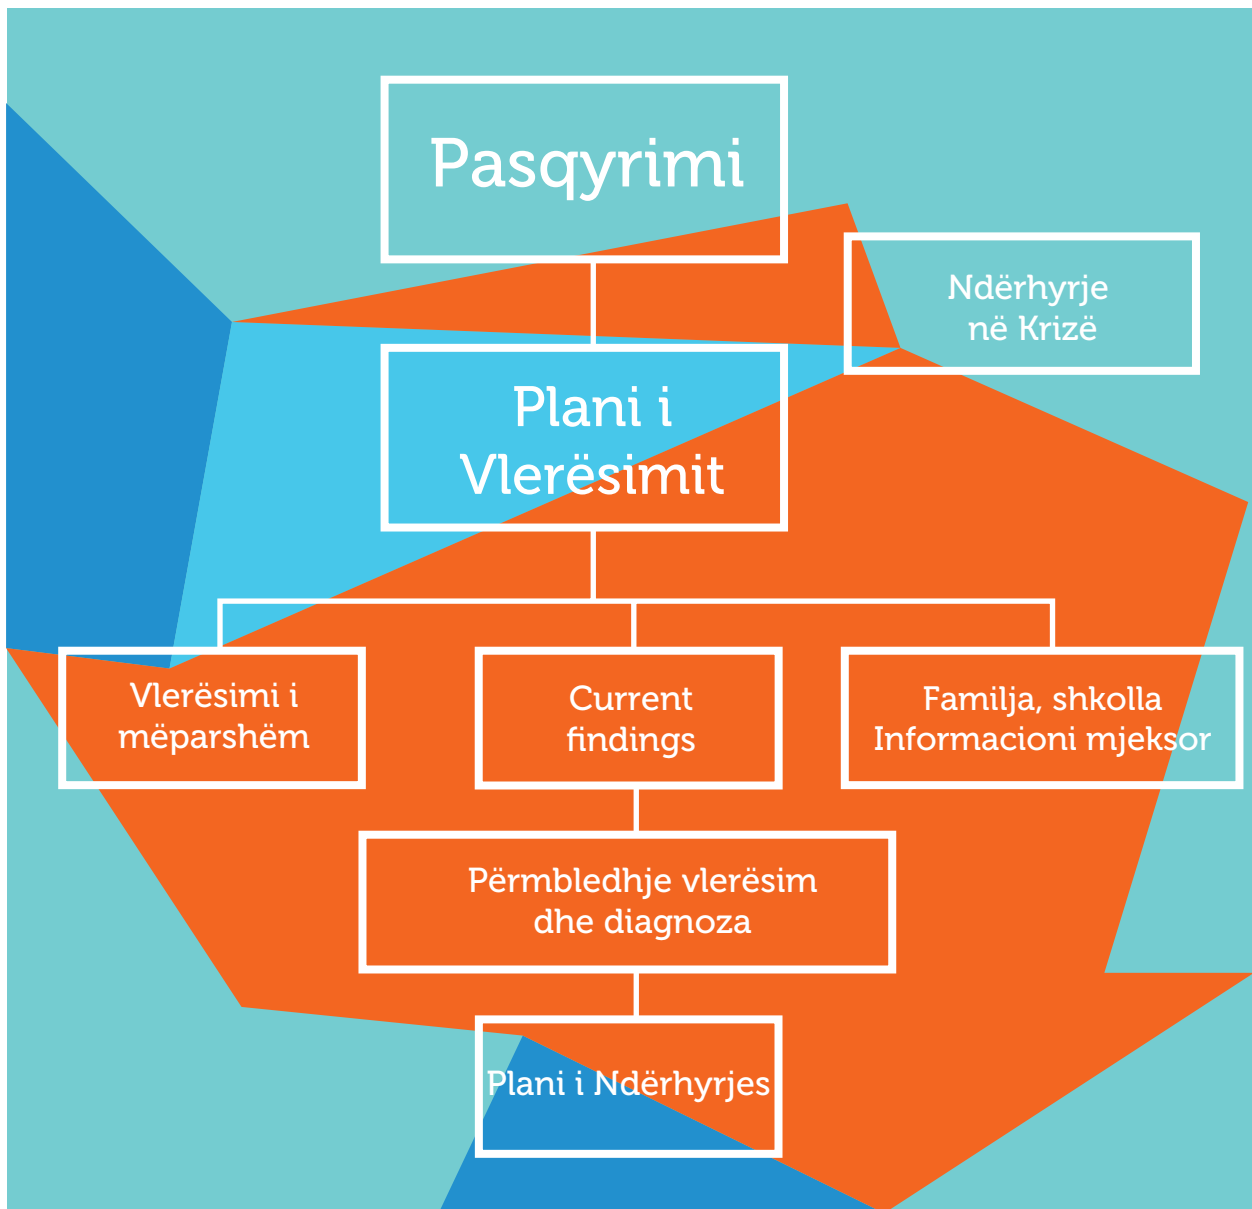 Pasqyrimi
Ndërhyrje
në Krizë
Plani i
Vlerësimit
Vlerësimi i
mëparshëm
Current
findings
Familja, shkolla
Informacioni mjeksor
Përmbledhje vlerësim
dhe diagnoza
Plani i Ndërhyrjes